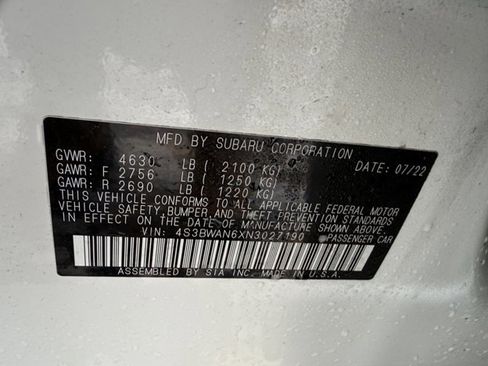 MFD BY SUBARU CORPORATION
GVWR: 4630 LB ( 2100 KG) DATE: 07/22
GAWR: F 2756 LB ( 1250 KG)
GAWR: R 2690 LB ( 1220 KG)
THIS VEHICLE CONFORMS TO ALL APPLICABLE FEDERAL MOTOR
VEHICLE SAFETY, BUMPER, AND THEFT PREVENTION STANDARDS
IN EFFECT ON THE DATE OF MANUFACTURE SHOWN ABOVE.
VIN: 4S3BWAN6XN3027190 PASSENGER CAR
ASSEMBLED BY SIA INC. MADE IN U.S.A.